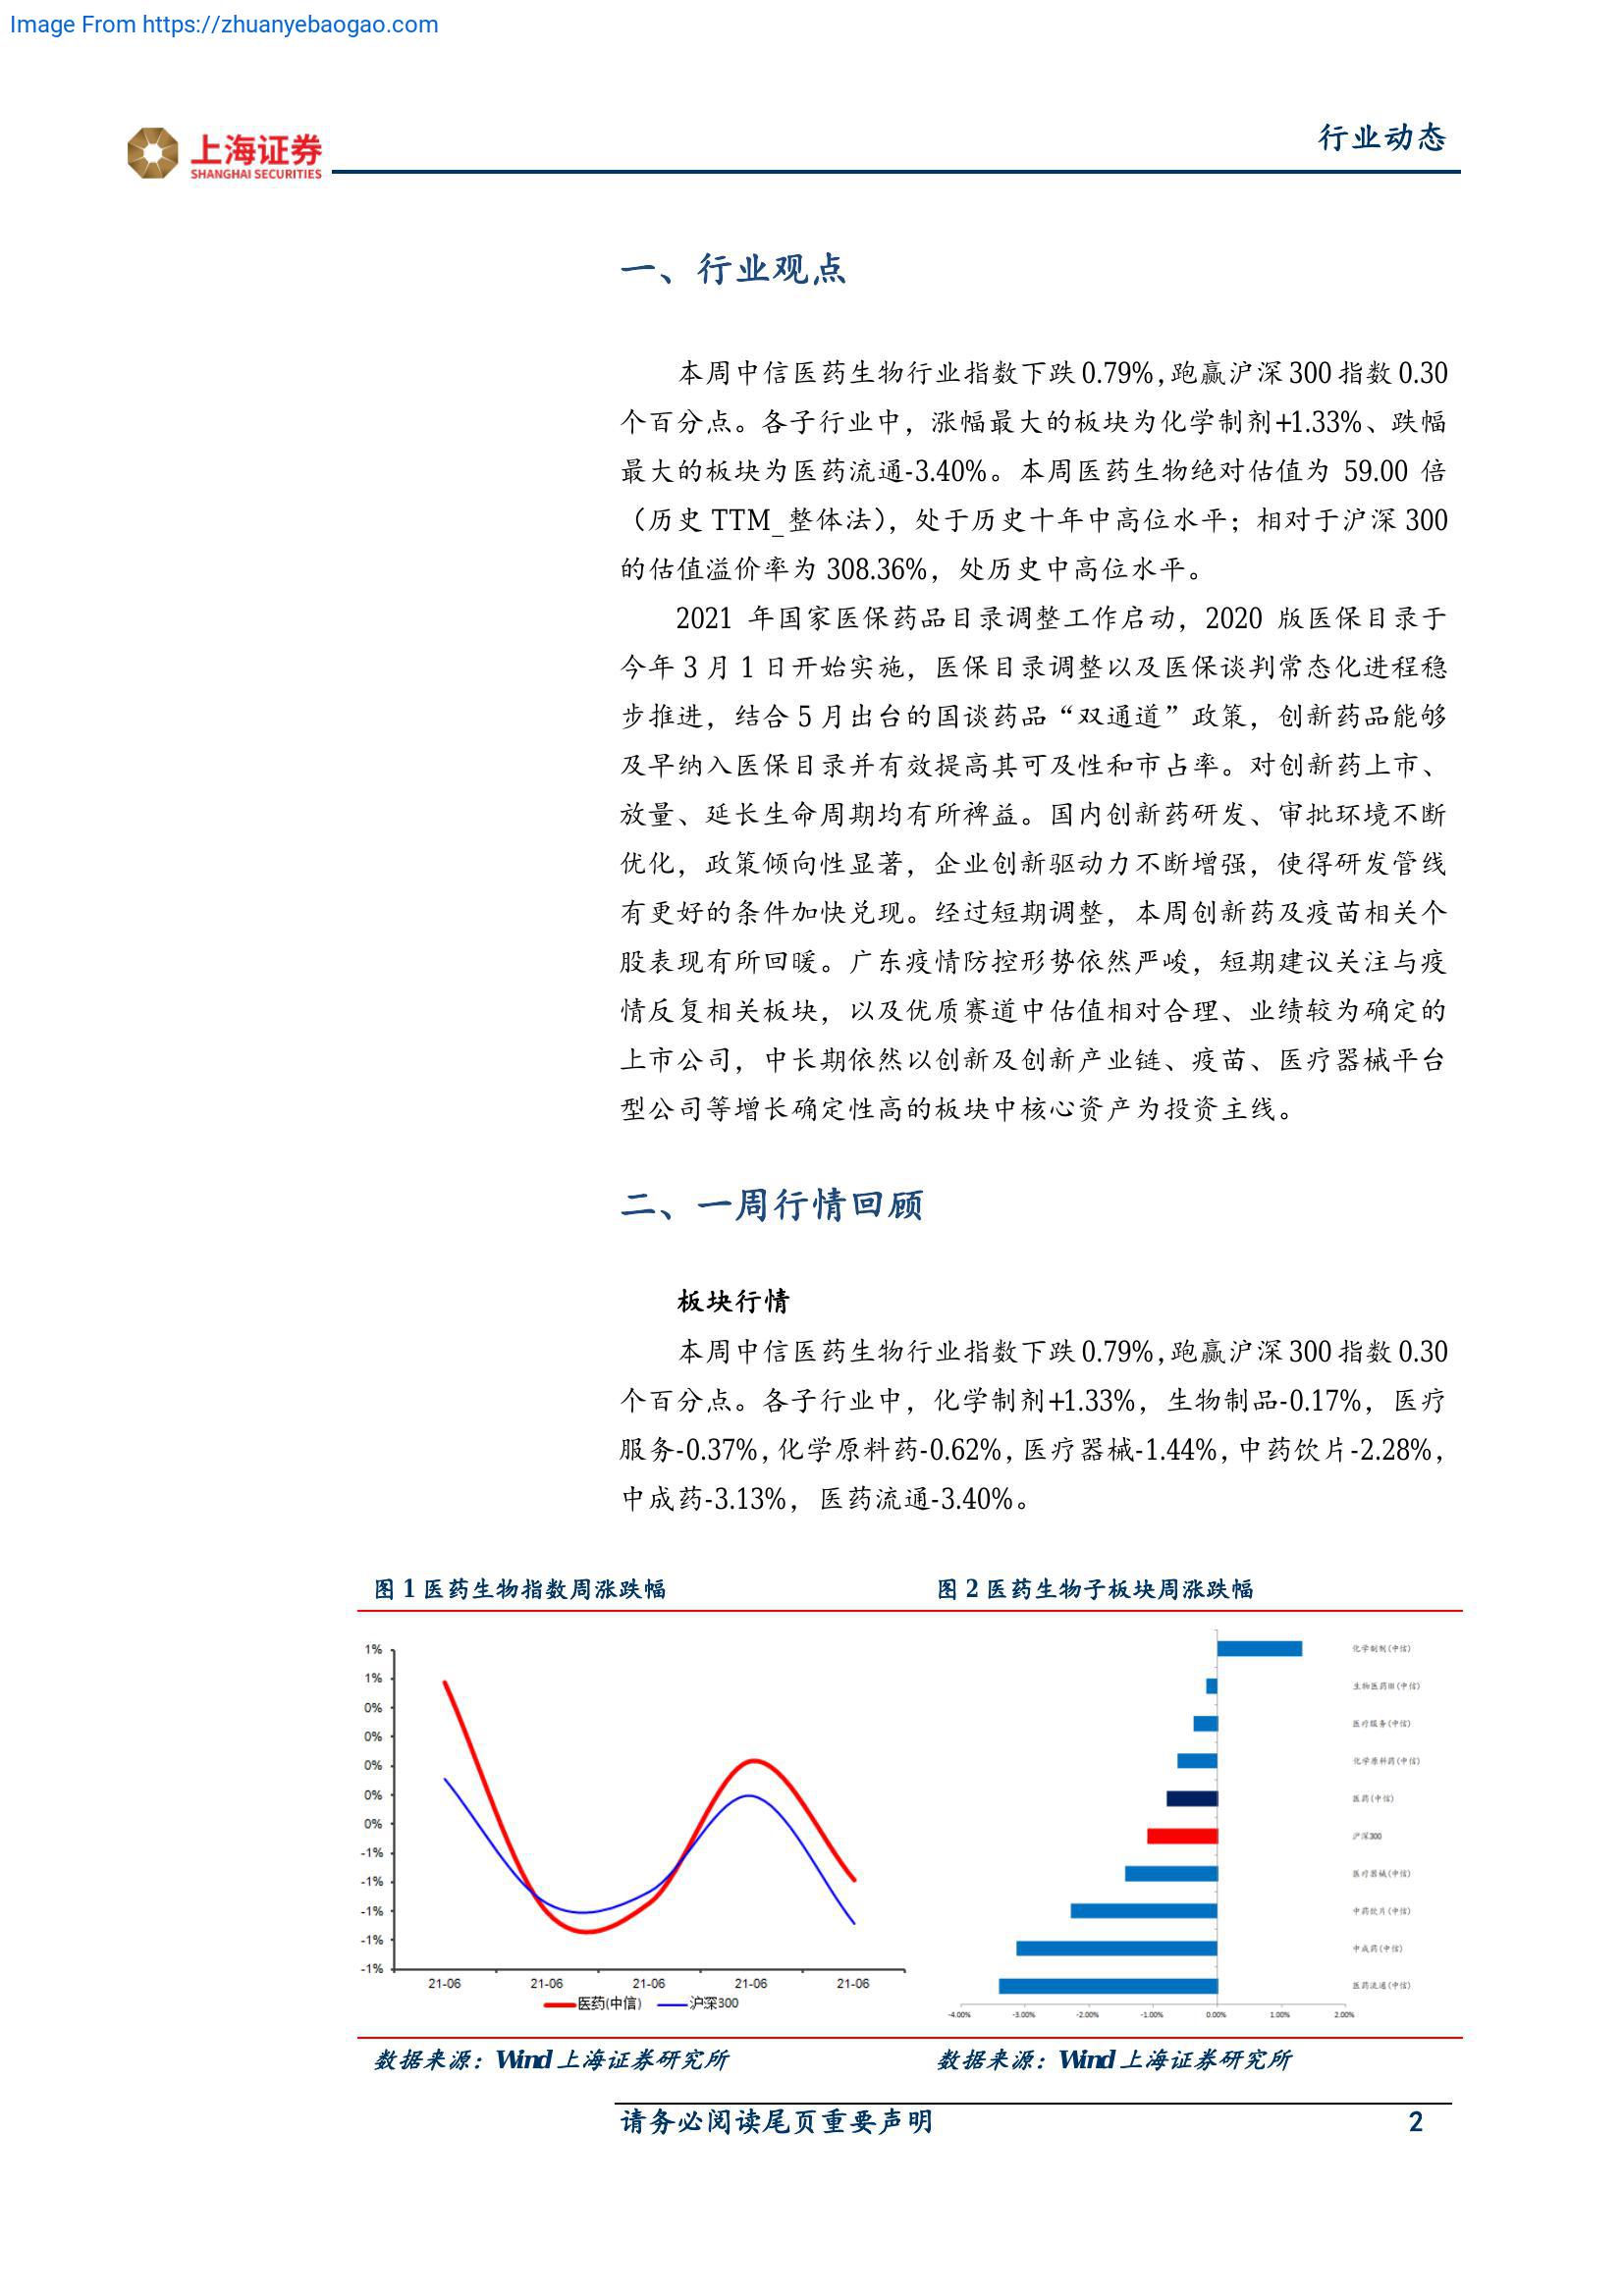 Image From https://zhuanyebaogao.com
上海证券
SHANGHAI SECURITIES
行业动态
一、行业观点
本周中信医药生物行业指数下跌0.79%，跑赢沪深300指数0.30
个百分点。各子行业中，涨幅最大的板块为化学制剂+1.33%、跌幅
最大的板块为医药流通-3.40%。本周医药生物绝对估值为 59.00 倍
（历史 TTM_整体法），处于历史十年中高位水平；相对于沪深 300
的估值溢价率为 308.36%，处历史中高位水平。
2021 年国家医保药品目录调整工作启动，2020 版医保目录于
今年 3 月 1 日开始实施，医保目录调整以及医保谈判常态化进程稳
步推进，结合 5 月出台的国谈药品“双通道”政策，创新药品能够
及早纳入医保目录并有效提高其可及性和市占率。对创新药上市、
放量、延长生命周期均有所裨益。国内创新药研发、审批环境不断
优化，政策倾向性显著，企业创新驱动力不断增强，使得研发管线
有更好的条件加快兑现。经过短期调整，本周创新药及疫苗相关个
股表现有所回暖。广东疫情防控形势依然严峻，短期建议关注与疫
情反复相关板块，以及优质赛道中估值相对合理、业绩较为确定的
上市公司，中长期依然以创新及创新产业链、疫苗、医疗器械平台
型公司等增长确定性高的板块中核心资产为投资主线。
二、一周行情回顾
板块行情
本周中信医药生物行业指数下跌0.79%，跑赢沪深300指数0.30
个百分点。各子行业中，化学制剂+1.33%，生物制品-0.17%，医疗
服务-0.37%，化学原料药-0.62%，医疗器械-1.44%，中药饮片-2.28%，
中成药-3.13%，医药流通-3.40%。
图 1 医药生物指数周涨跌幅
1%
1%
0%
0%
0%
0%
0%
-1%
-1%
-1%
-1%
-1%
21-06 21-06 21-06 21-06 21-06
医药(中信) 沪深300
数据来源：Wind 上海证券研究所
图 2 医药生物子板块周涨跌幅
化学制剂(中信)
生物医药III(中信)
医疗服务(中信)
化学原料药(中信)
医药(中信)
沪深300
医疗器械(中信)
中药饮片(中信)
中成药(中信)
医药流通(中信)
-4.00% -3.00% -2.00% -1.00% 0.00% 1.00% 2.00%
数据来源：Wind 上海证券研究所
请务必阅读尾页重要声明 2